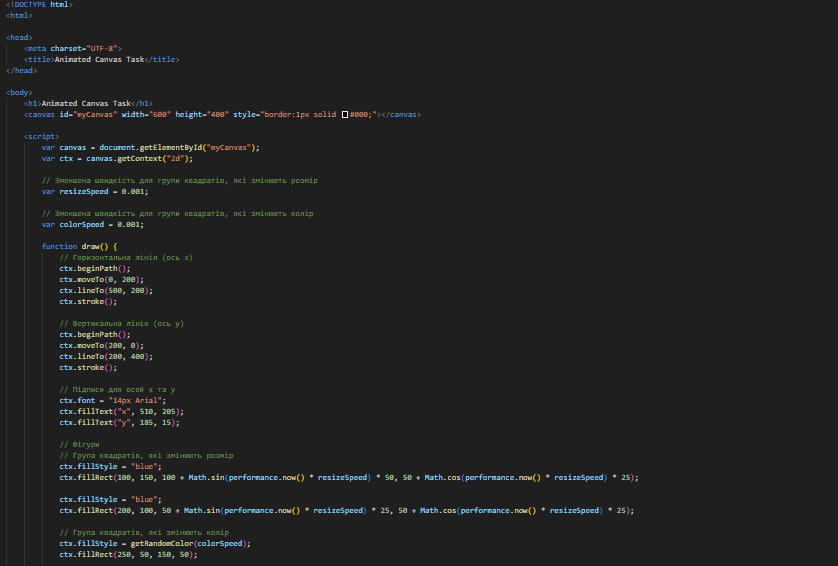 <!DOCTYPE html>
<html>
<head>
<meta charset="UTF-8">
<title>Animated Canvas Task</title>
</head>
<body>
<h1>Animated Canvas Task</h1>
<canvas id="myCanvas" width="600" height="400" style="border:1px solid #000;"></canvas>
<script>
var canvas = document.getElementById("myCanvas");
var ctx = canvas.getContext("2d");
// Зменшена швидкість для групи квадратів, які змінюють розмір
var resizeSpeed = 0.001;
// Зменшена швидкість для групи квадратів, які змінюють колір
var colorSpeed = 0.001;
function draw() {
// Горизонтальна лінія (ось x)
ctx.beginPath();
ctx.moveTo(0, 200);
ctx.lineTo(500, 200);
ctx.stroke();
// Вертикальна лінія (ось y)
ctx.beginPath();
ctx.moveTo(200, 0);
ctx.lineTo(200, 400);
ctx.stroke();
// Підписи для осей x та y
ctx.font = "14px Arial";
ctx.fillText("x", 510, 205);
ctx.fillText("y", 185, 15);
// Фігури
// Група квадратів, які змінюють розмір
ctx.fillStyle = "blue";
ctx.fillRect(100, 150, 100 + Math.sin(performance.now() * resizeSpeed) * 50, 50 + Math.cos(performance.now() * resizeSpeed) * 25);
ctx.fillStyle = "blue";
ctx.fillRect(200, 100, 50 + Math.sin(performance.now() * resizeSpeed) * 25, 50 + Math.cos(performance.now() * resizeSpeed) * 25);
// Група квадратів, які змінюють колір
ctx.fillStyle = getRandomColor(colorSpeed);
ctx.fillRect(250, 50, 150, 50);